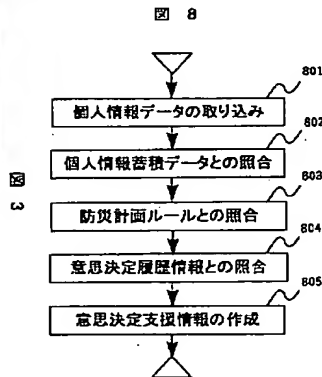 図 8
801
個人情報データの取り込み
802
個人情報蓄積データとの照合
803
防災計画ルールとの照合
804
意思決定履歴情報との照合
805
意思決定支援情報の作成
図 3